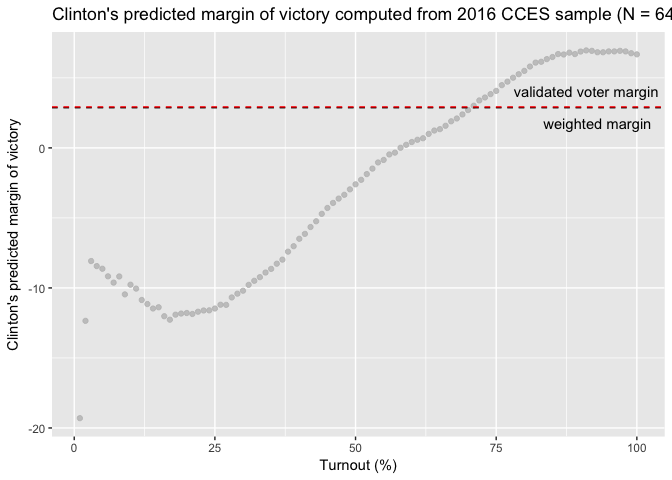 Clinton's predicted margin of victory computed from 2016 CCES sample (N = 64
Clinton's predicted margin of victory
0
-10
-20
validated voter margin
weighted margin
0 25 50 75 100
Turnout (%)